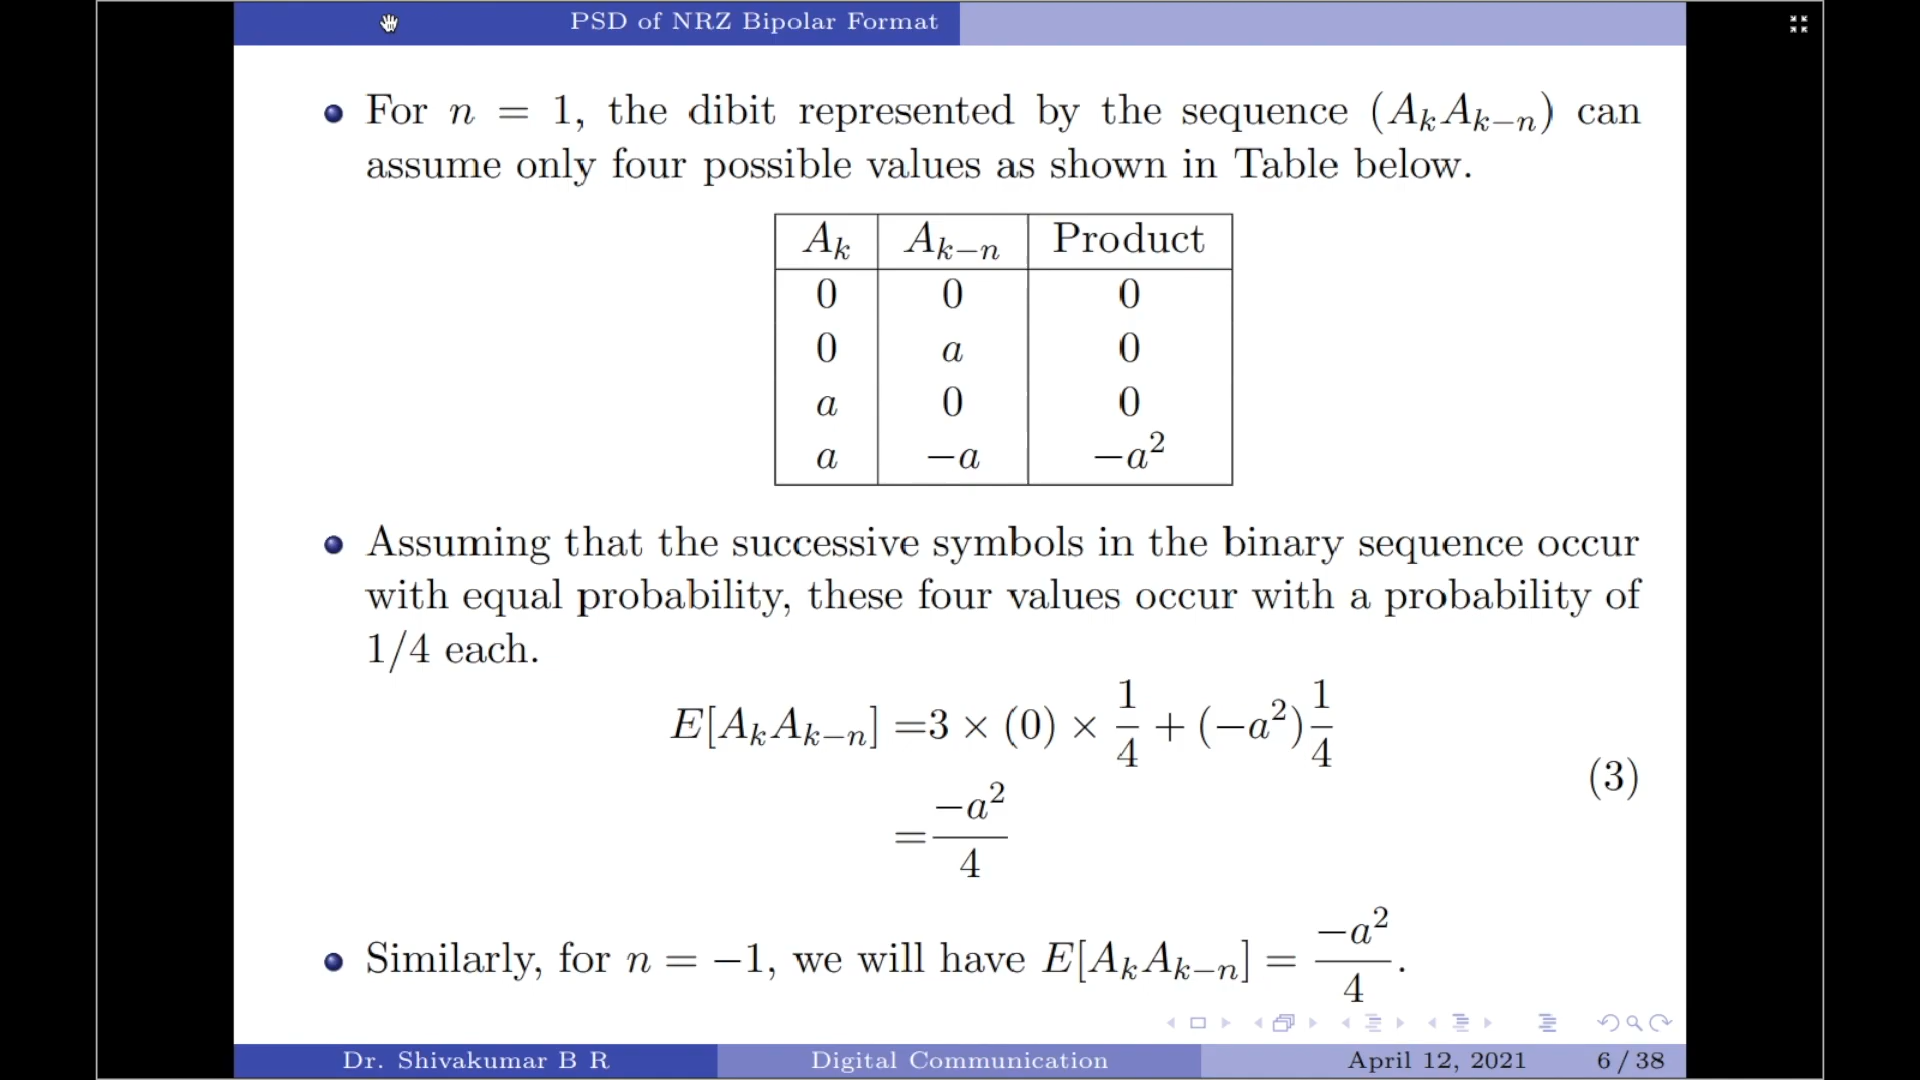 PSD of NRZ Bipolar Format
For n = 1, the dibit represented by the sequence (A_k A_{k−n}) can
assume only four possible values as shown in Table below.
A_k A_{k−n} Product
0 0 0
0 a 0
a 0 0
a −a −a²
Assuming that the successive symbols in the binary sequence occur
with equal probability, these four values occur with a probability of
1/4 each.
E[A_k A_{k−n}] =3 × (0) × 1/4 + (−a²) 1/4
= −a²/4 (3)
Similarly, for n = −1, we will have E[A_k A_{k−n}] = −a²/4.
Dr. Shivakumar B R Digital Communication April 12, 2021 6 / 38